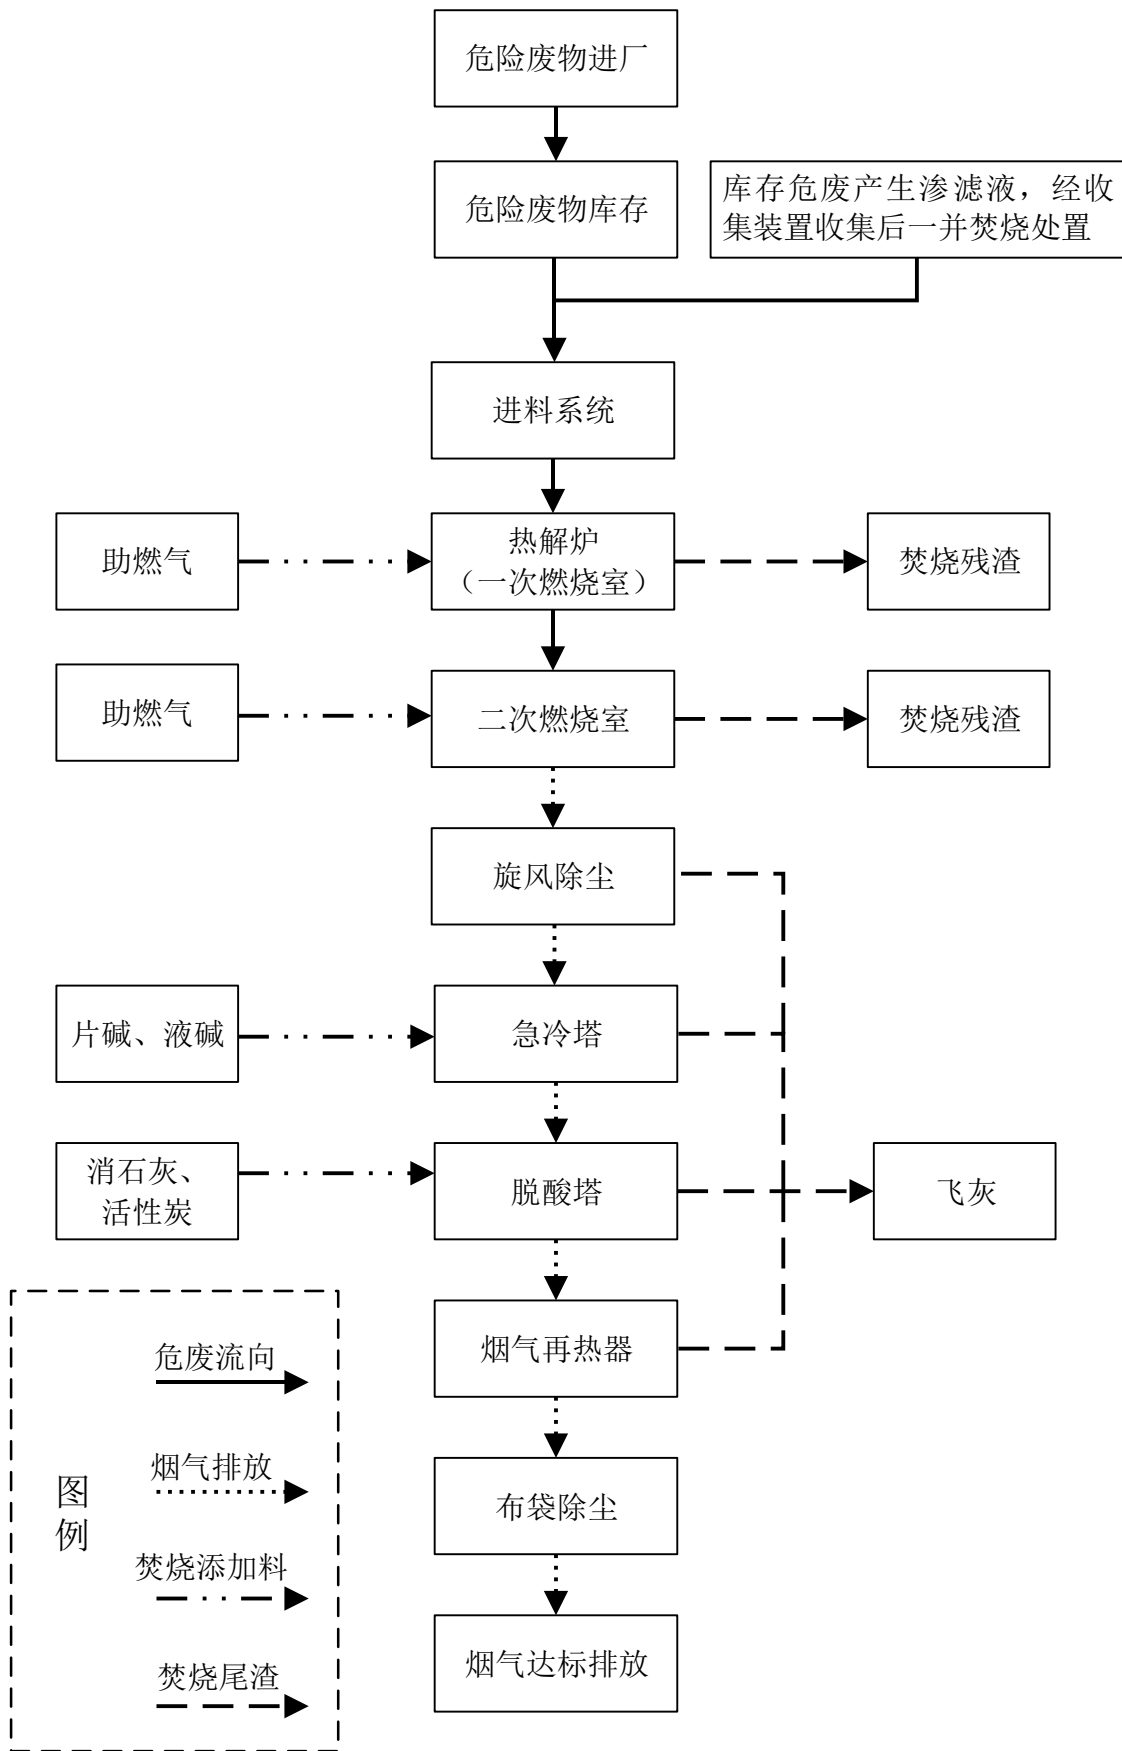 危险废物进厂
危险废物库存
库存危废产生渗滤液，经收
集装置收集后一并焚烧处置
进料系统
助燃气
热解炉
（一次燃烧室）
焚烧残渣
助燃气
二次燃烧室
焚烧残渣
旋风除尘
片碱、液碱
急冷塔
消石灰、
活性炭
脱酸塔
飞灰
烟气再热器
布袋除尘
烟气达标排放
图
例
危废流向
烟气排放
焚烧添加料
焚烧尾渣